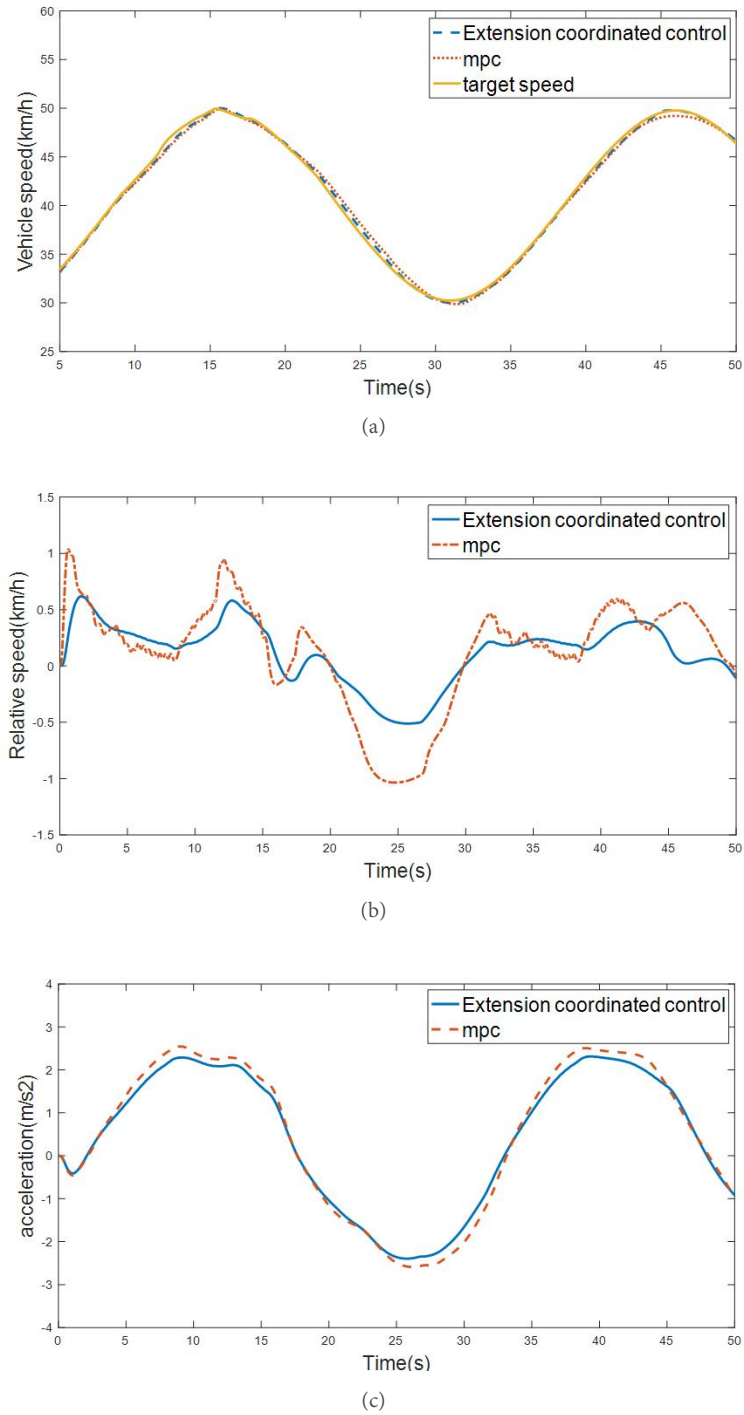 60
55
50
45
40
35
30
25
Vehicle speed(km/h)
Extension coordinated control
mpc
target speed
5 10 15 20 25 30 35 40 45 50
Time(s)
(a)
1.5
1
0.5
0
-0.5
-1
-1.5
Relative speed(km/h)
Extension coordinated control
mpc
0 5 10 15 20 25 30 35 40 45 50
Time(s)
(b)
4
3
2
1
0
-1
-2
-3
-4
acceleration(m/s2)
Extension coordinated control
mpc
0 5 10 15 20 25 30 35 40 45 50
Time(s)
(c)